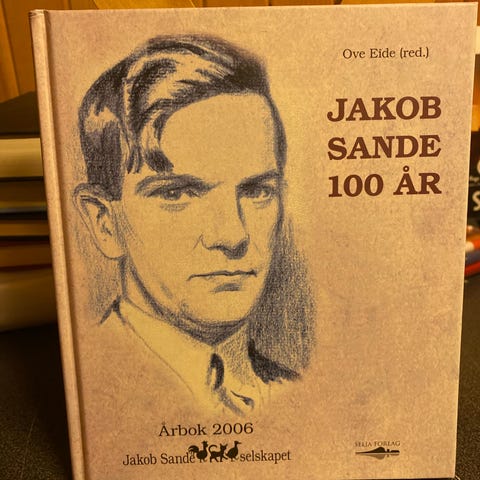 Ove Eide (red.)
JAKOB
SANDE
100 ÅR
Årbok 2006
Jakob Sande selskapet
SELJA FORLAG